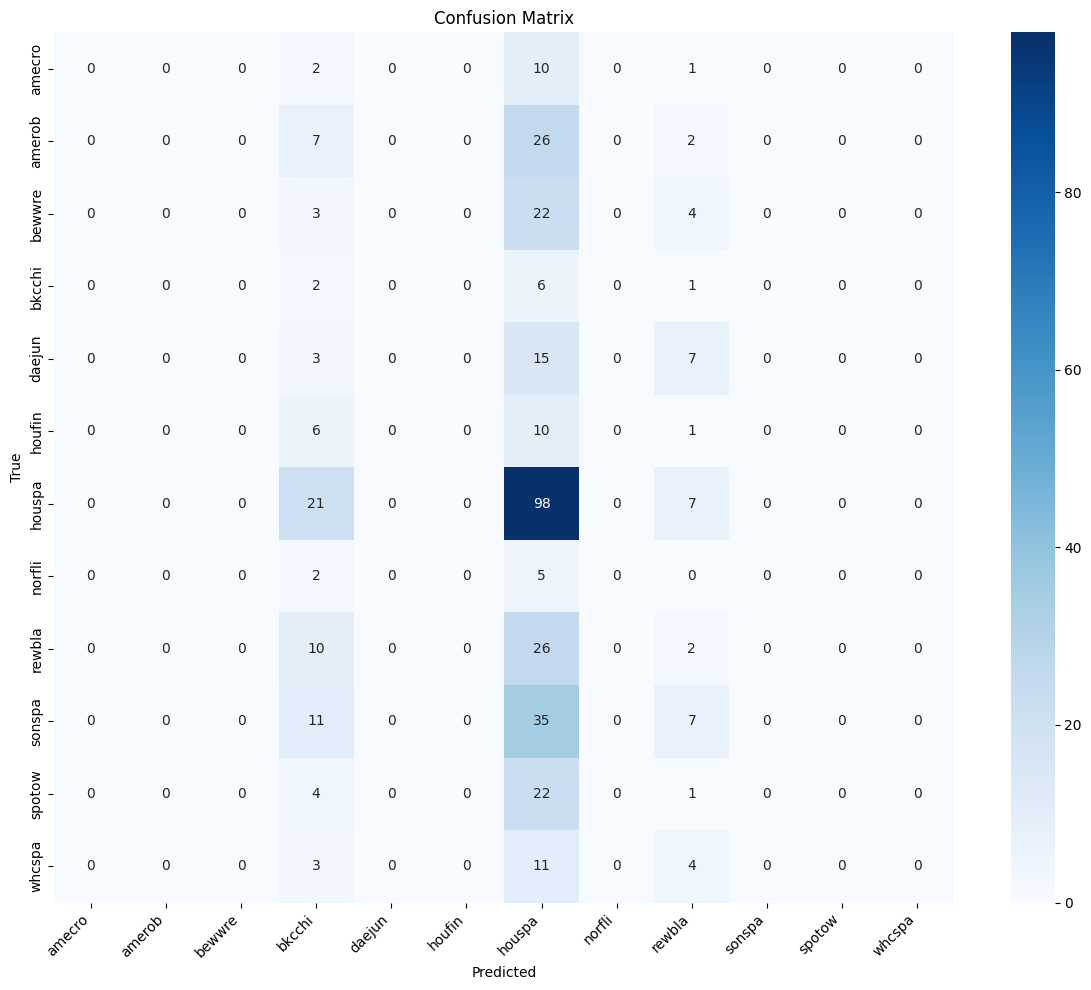 Confusion Matrix
amecro 0 0 0 2 0 0 10 0 1 0 0 0
amerob 0 0 0 7 0 0 26 0 2 0 0 0
bewwre 0 0 0 3 0 0 22 0 4 0 0 0
bkcchi 0 0 0 2 0 0 6 0 1 0 0 0
daejun 0 0 0 3 0 0 15 0 7 0 0 0
houfin 0 0 0 6 0 0 10 0 1 0 0 0
houspa 0 0 0 21 0 0 98 0 7 0 0 0
norfli 0 0 0 2 0 0 5 0 0 0 0 0
rewbla 0 0 0 10 0 0 26 0 2 0 0 0
sonspa 0 0 0 11 0 0 35 0 7 0 0 0
spotow 0 0 0 4 0 0 22 0 1 0 0 0
whcspa 0 0 0 3 0 0 11 0 4 0 0 0
True
amecro amerob bewwre bkcchi daejun houfin houspa norfli rewbla sonspa spotow whcspa
Predicted
80
60
40
20
0